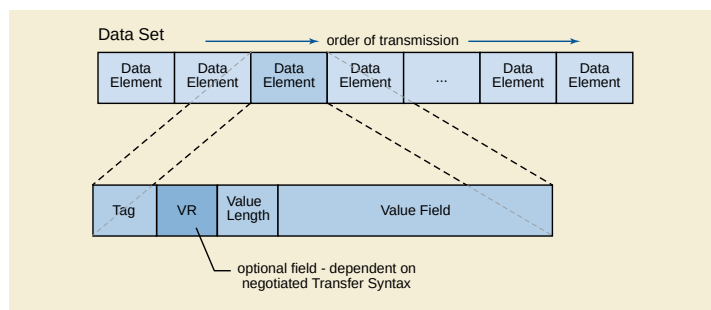 Data Set
order of transmission
Data
Element
Data
Element
Data
Element
Data
Element
...
Data
Element
Data
Element
Tag
VR
Value
Length
Value Field
optional field - dependent on
negotiated Transfer Syntax